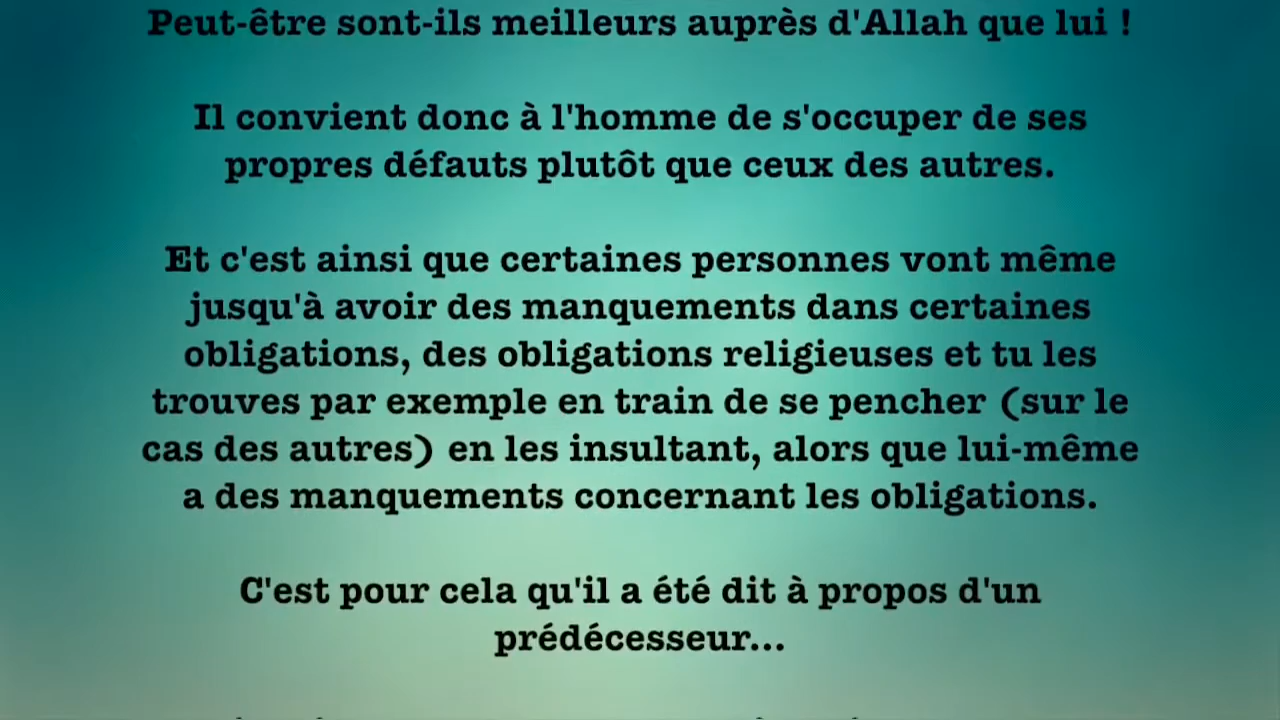 Peut-être sont-ils meilleurs auprès d'Allah que lui !
Il convient donc à l'homme de s'occuper de ses
propres défauts plutôt que ceux des autres.
Et c'est ainsi que certaines personnes vont même
jusqu'à avoir des manquements dans certaines
obligations, des obligations religieuses et tu les
trouves par exemple en train de se pencher (sur le
cas des autres) en les insultant, alors que lui-même
a des manquements concernant les obligations.
C'est pour cela qu'il a été dit à propos d'un
prédécesseur...